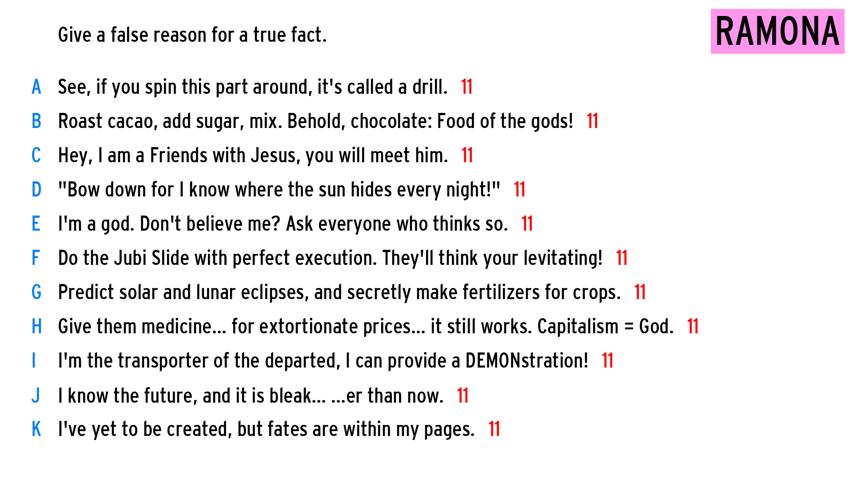 RAMONA
Give a false reason for a true fact.
A See, if you spin this part around, it's called a drill. 11
B Roast cacao, add sugar, mix. Behold, chocolate: Food of the gods! 11
C Hey, I am a Friends with Jesus, you will meet him. 11
D "Bow down for I know where the sun hides every night!" 11
E I'm a god. Don't believe me? Ask everyone who thinks so. 11
F Do the Jubi Slide with perfect execution. They'll think your levitating! 11
G Predict solar and lunar eclipses, and secretly make fertilizers for crops. 11
H Give them medicine... for extortionate prices... it still works. Capitalism = God. 11
I I'm the transporter of the departed, I can provide a DEMONstration! 11
J I know the future, and it is bleak... ...er than now. 11
K I've yet to be created, but fates are within my pages. 11